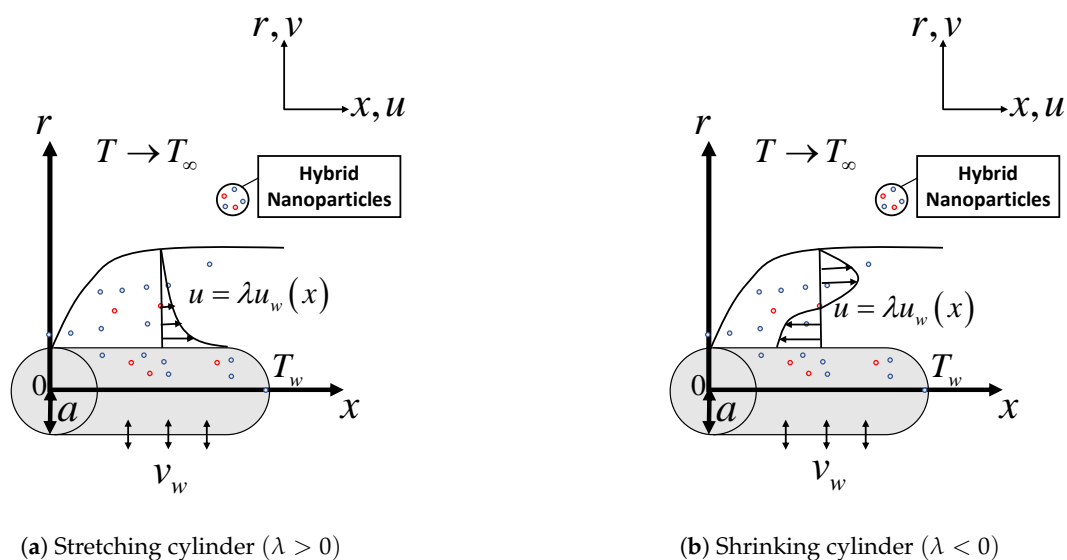 r, v
x, u
r
T → T∞
Hybrid
Nanoparticles
u = λu_w(x)
T_w
0
a
x
v_w
(a) Stretching cylinder (λ > 0)
r, v
x, u
r
T → T∞
Hybrid
Nanoparticles
u = λu_w(x)
T_w
0
a
x
v_w
(b) Shrinking cylinder (λ < 0)